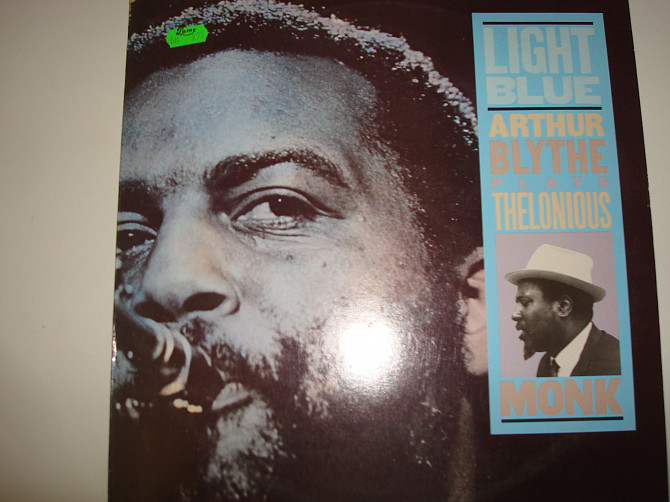 LIGHT
BLUE
ARTHUR
BLYTHE
PLAYS
THELONIOUS
MONK